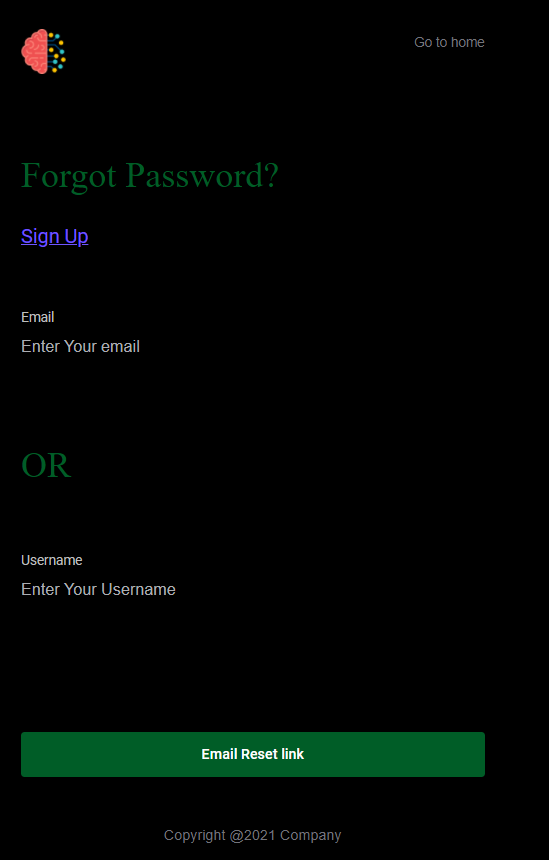 Go to home
Forgot Password?
Sign Up
Email
Enter Your email
OR
Username
Enter Your Username
Email Reset link
Copyright @2021 Company